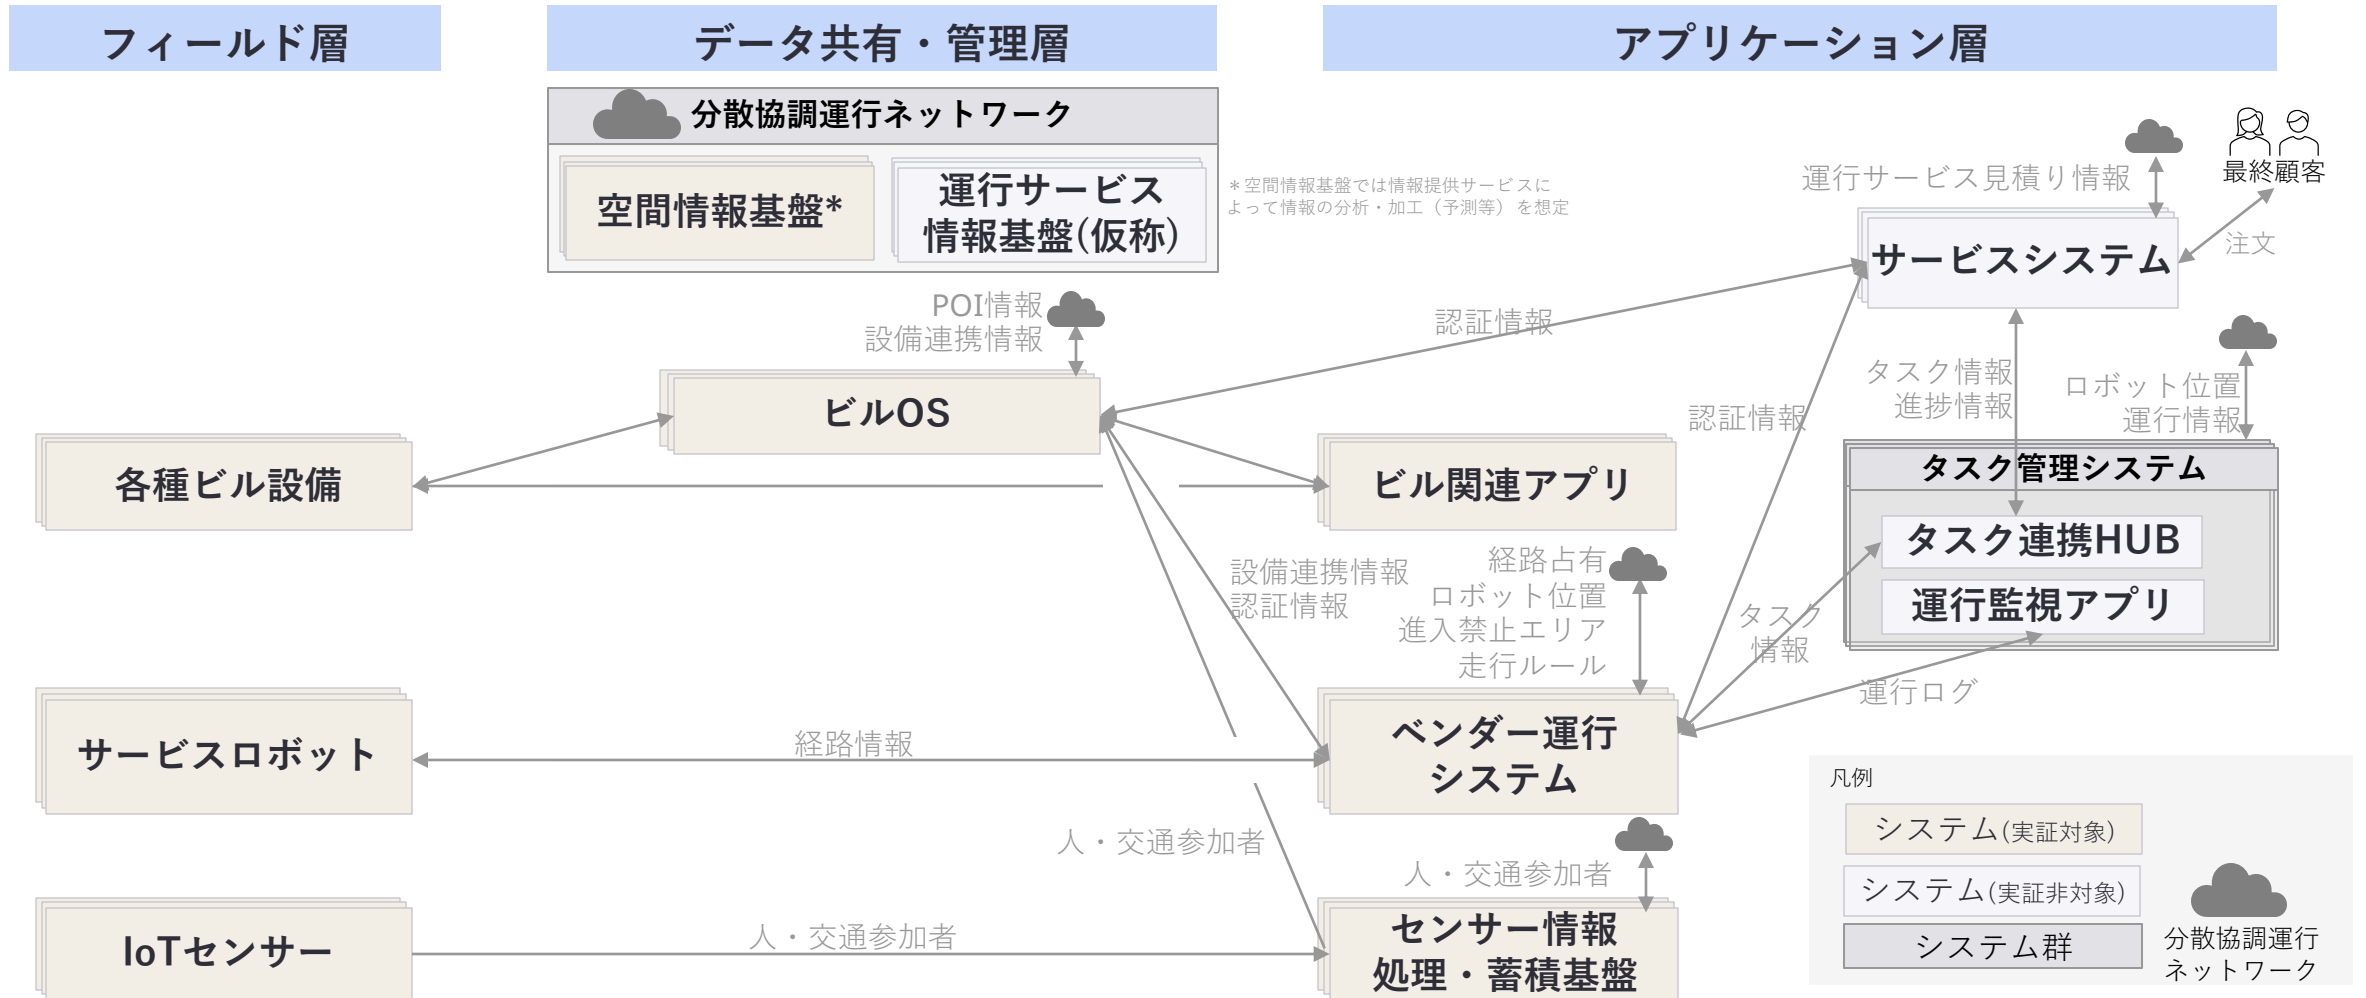 フィールド層
データ共有・管理層
アプリケーション層
分散協調運行ネットワーク
空間情報基盤*
運行サービス
情報基盤(仮称)
＊空間情報基盤では情報提供サービスに
よって情報の分析・加工（予測等）を想定
運行サービス見積り情報
最終顧客
サービスシステム
注文
POI情報
設備連携情報
認証情報
ビルOS
タスク情報
進捗情報
ロボット位置
運行情報
認証情報
各種ビル設備
ビル関連アプリ
タスク管理システム
タスク連携HUB
運行監視アプリ
設備連携情報
認証情報
経路占有
ロボット位置
進入禁止エリア
走行ルール
タスク
情報
運行ログ
サービスロボット
経路情報
ベンダー運行
システム
人・交通参加者
人・交通参加者
IoTセンサー
人・交通参加者
センサー情報
処理・蓄積基盤
凡例
システム(実証対象)
システム(実証非対象)
システム群
分散協調運行
ネットワーク